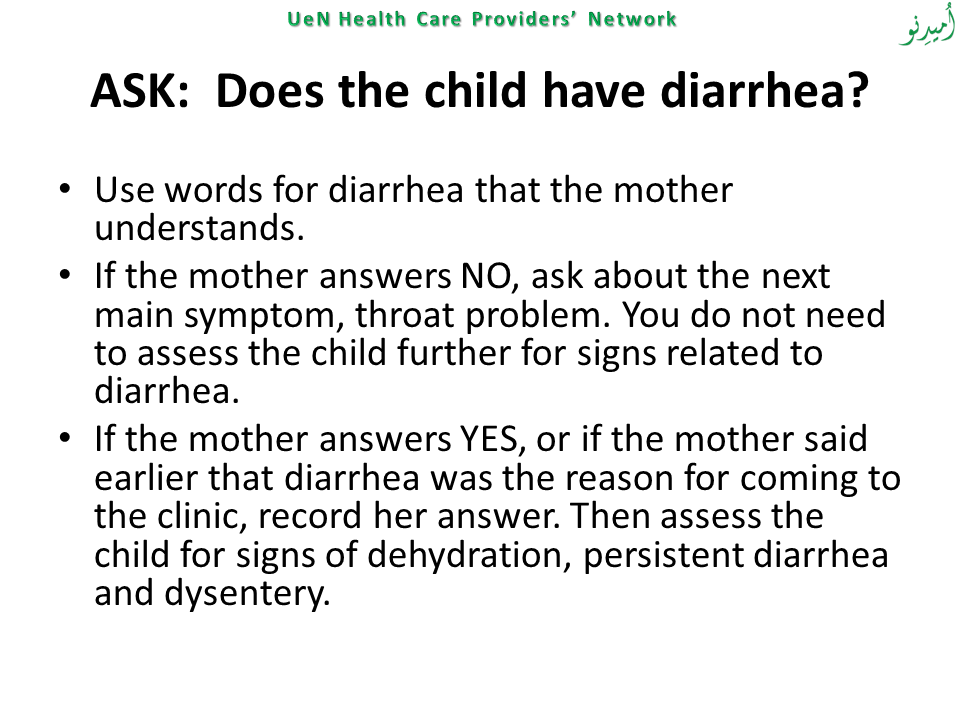 UeN Health Care Providers’ Network
أُمیدِنو
ASK:  Does the child have diarrhea?
• Use words for diarrhea that the mother
understands.
• If the mother answers NO, ask about the next
main symptom, throat problem. You do not need
to assess the child further for signs related to
diarrhea.
• If the mother answers YES, or if the mother said
earlier that diarrhea was the reason for coming to
the clinic, record her answer. Then assess the
child for signs of dehydration, persistent diarrhea
and dysentery.